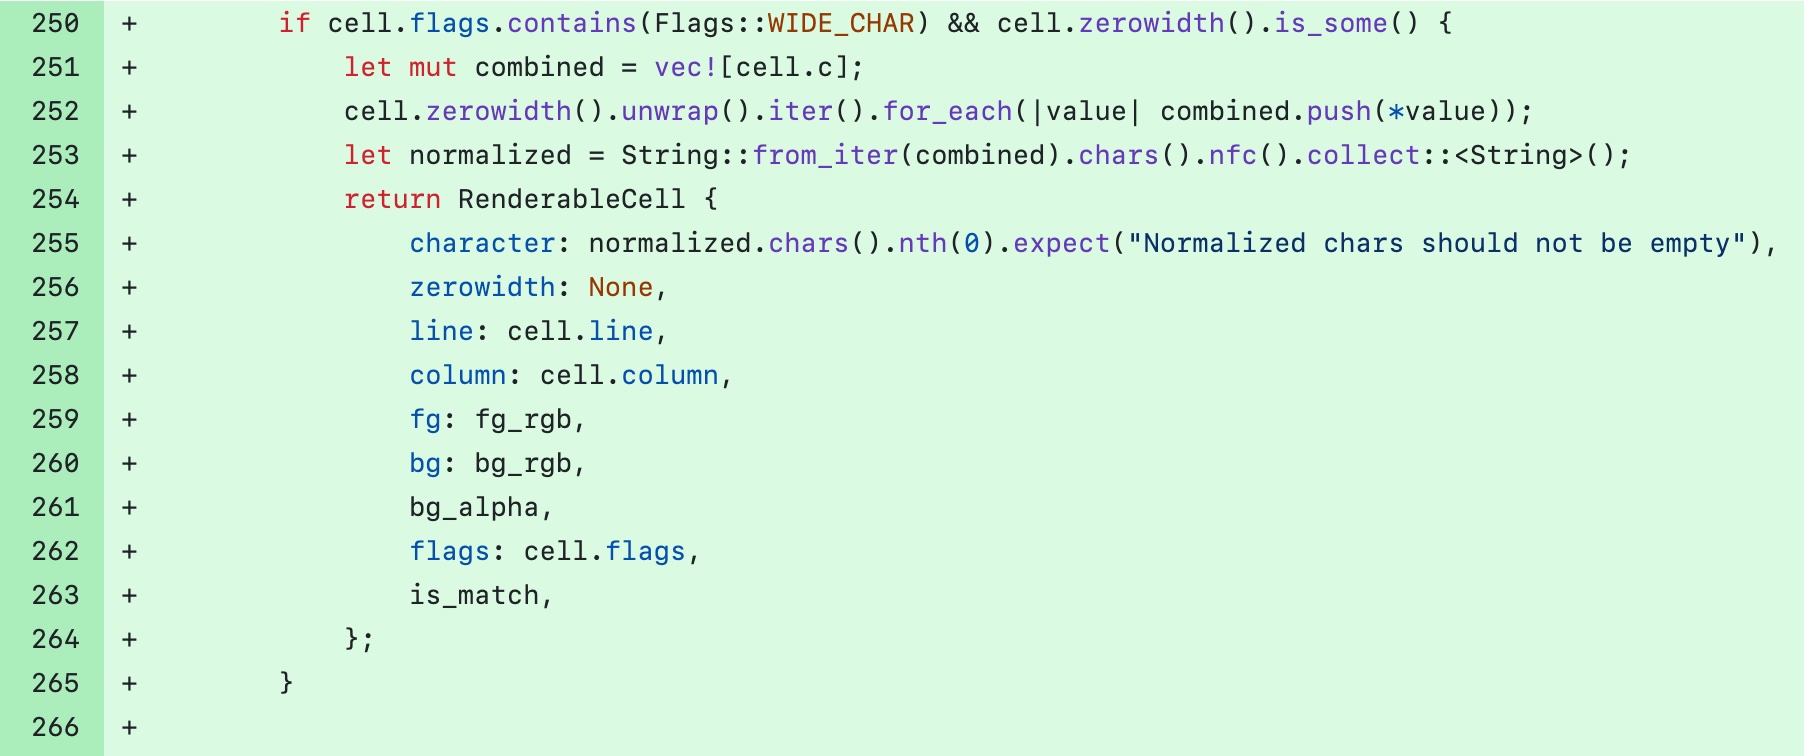 250 +         if cell.flags.contains(Flags::WIDE_CHAR) && cell.zerowidth().is_some() {
251 +             let mut combined = vec![cell.c];
252 +             cell.zerowidth().unwrap().iter().for_each(|value| combined.push(*value));
253 +             let normalized = String::from_iter(combined).chars().nfc().collect::<String>();
254 +             return RenderableCell {
255 +                 character: normalized.chars().nth(0).expect("Normalized chars should not be empty"),
256 +                 zerowidth: None,
257 +                 line: cell.line,
258 +                 column: cell.column,
259 +                 fg: fg_rgb,
260 +                 bg: bg_rgb,
261 +                 bg_alpha,
262 +                 flags: cell.flags,
263 +                 is_match,
264 +             };
265 +         }
266 +